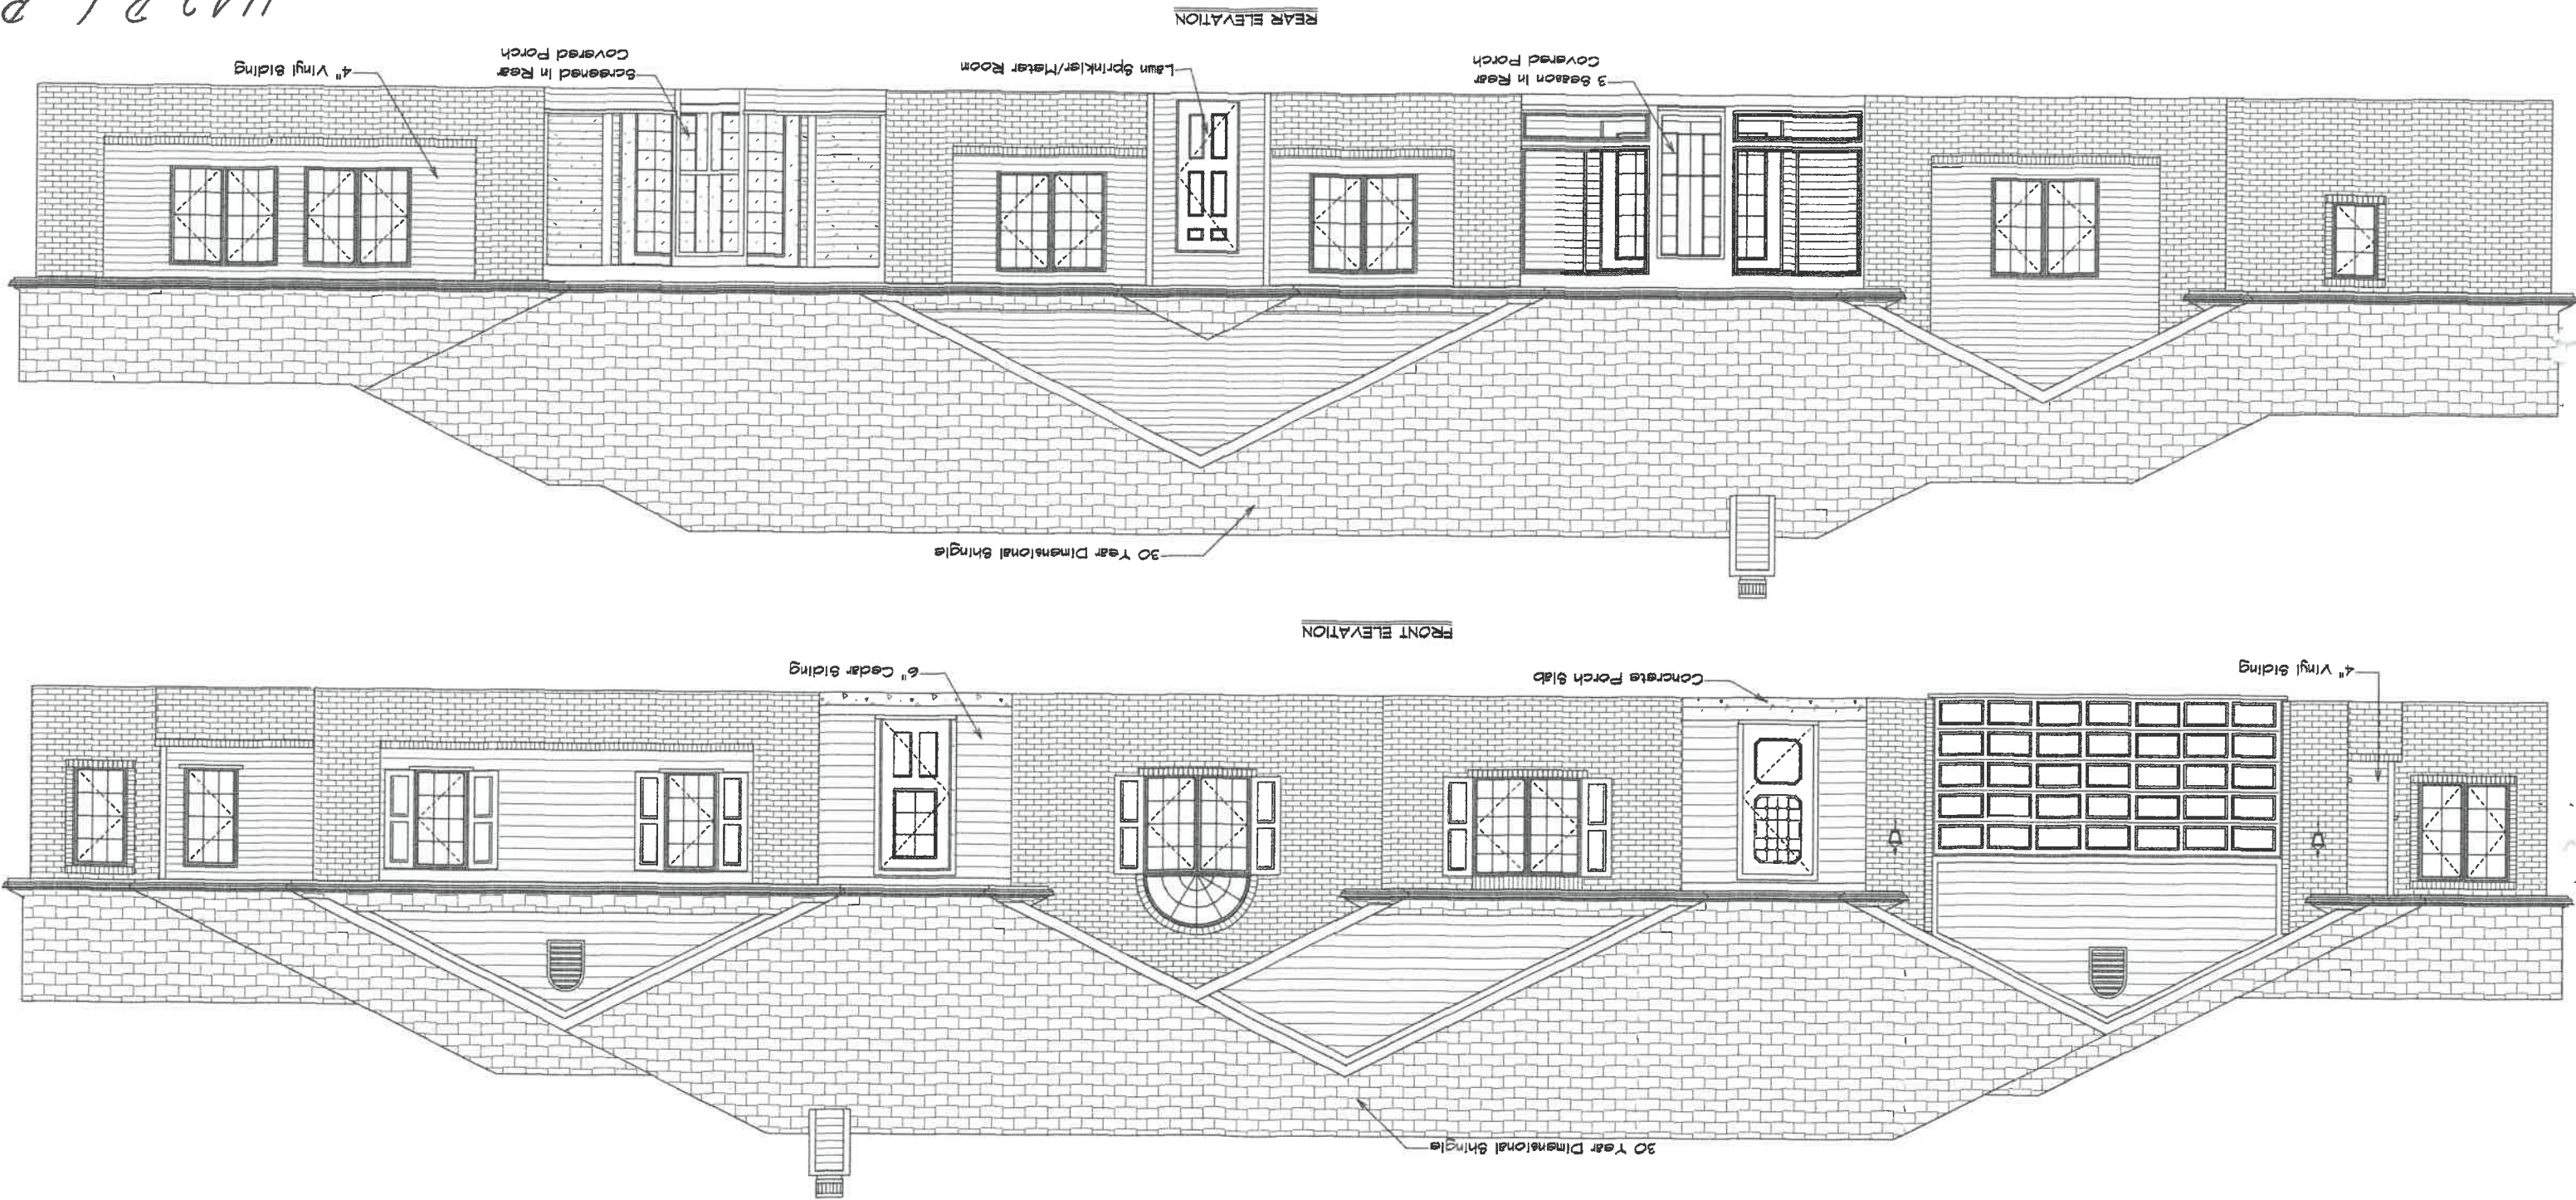 30 Year Dimensional Shingle
4" Vinyl Siding
Concrete Porch Slab
6" Cedar Siding
FRONT ELEVATION
30 Year Dimensional Shingle
3 Season In Rear
Covered Porch
Lawn Sprinkler/Meter Room
Screened In Rear
Covered Porch
4" Vinyl Siding
REAR ELEVATION